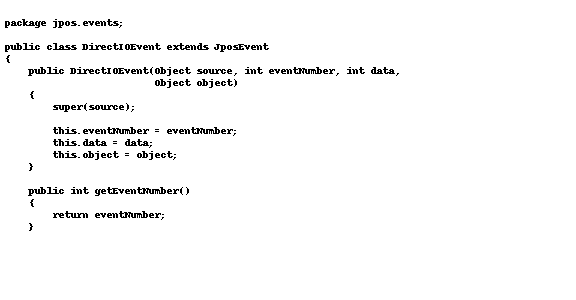 package jpos.events;

public class DirectIOEvent extends JposEvent
{
    public DirectIOEvent(Object source, int eventNumber, int data,
                         Object object)
    {
        super(source);

        this.eventNumber = eventNumber;
        this.data = data;
        this.object = object;
    }

    public int getEventNumber()
    {
        return eventNumber;
    }